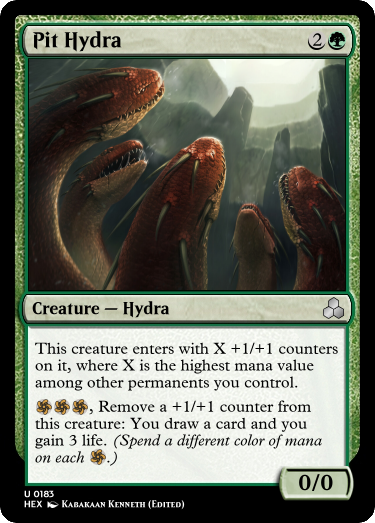 Pit Hydra 2
Creature — Hydra
This creature enters with X +1/+1 counters
on it, where X is the highest mana value
among other permanents you control.
, Remove a +1/+1 counter from
this creature: You draw a card and you
gain 3 life. (Spend a different color of mana
on each .)
0/0
U 0183
HEX Kabakaan Kenneth (Edited)